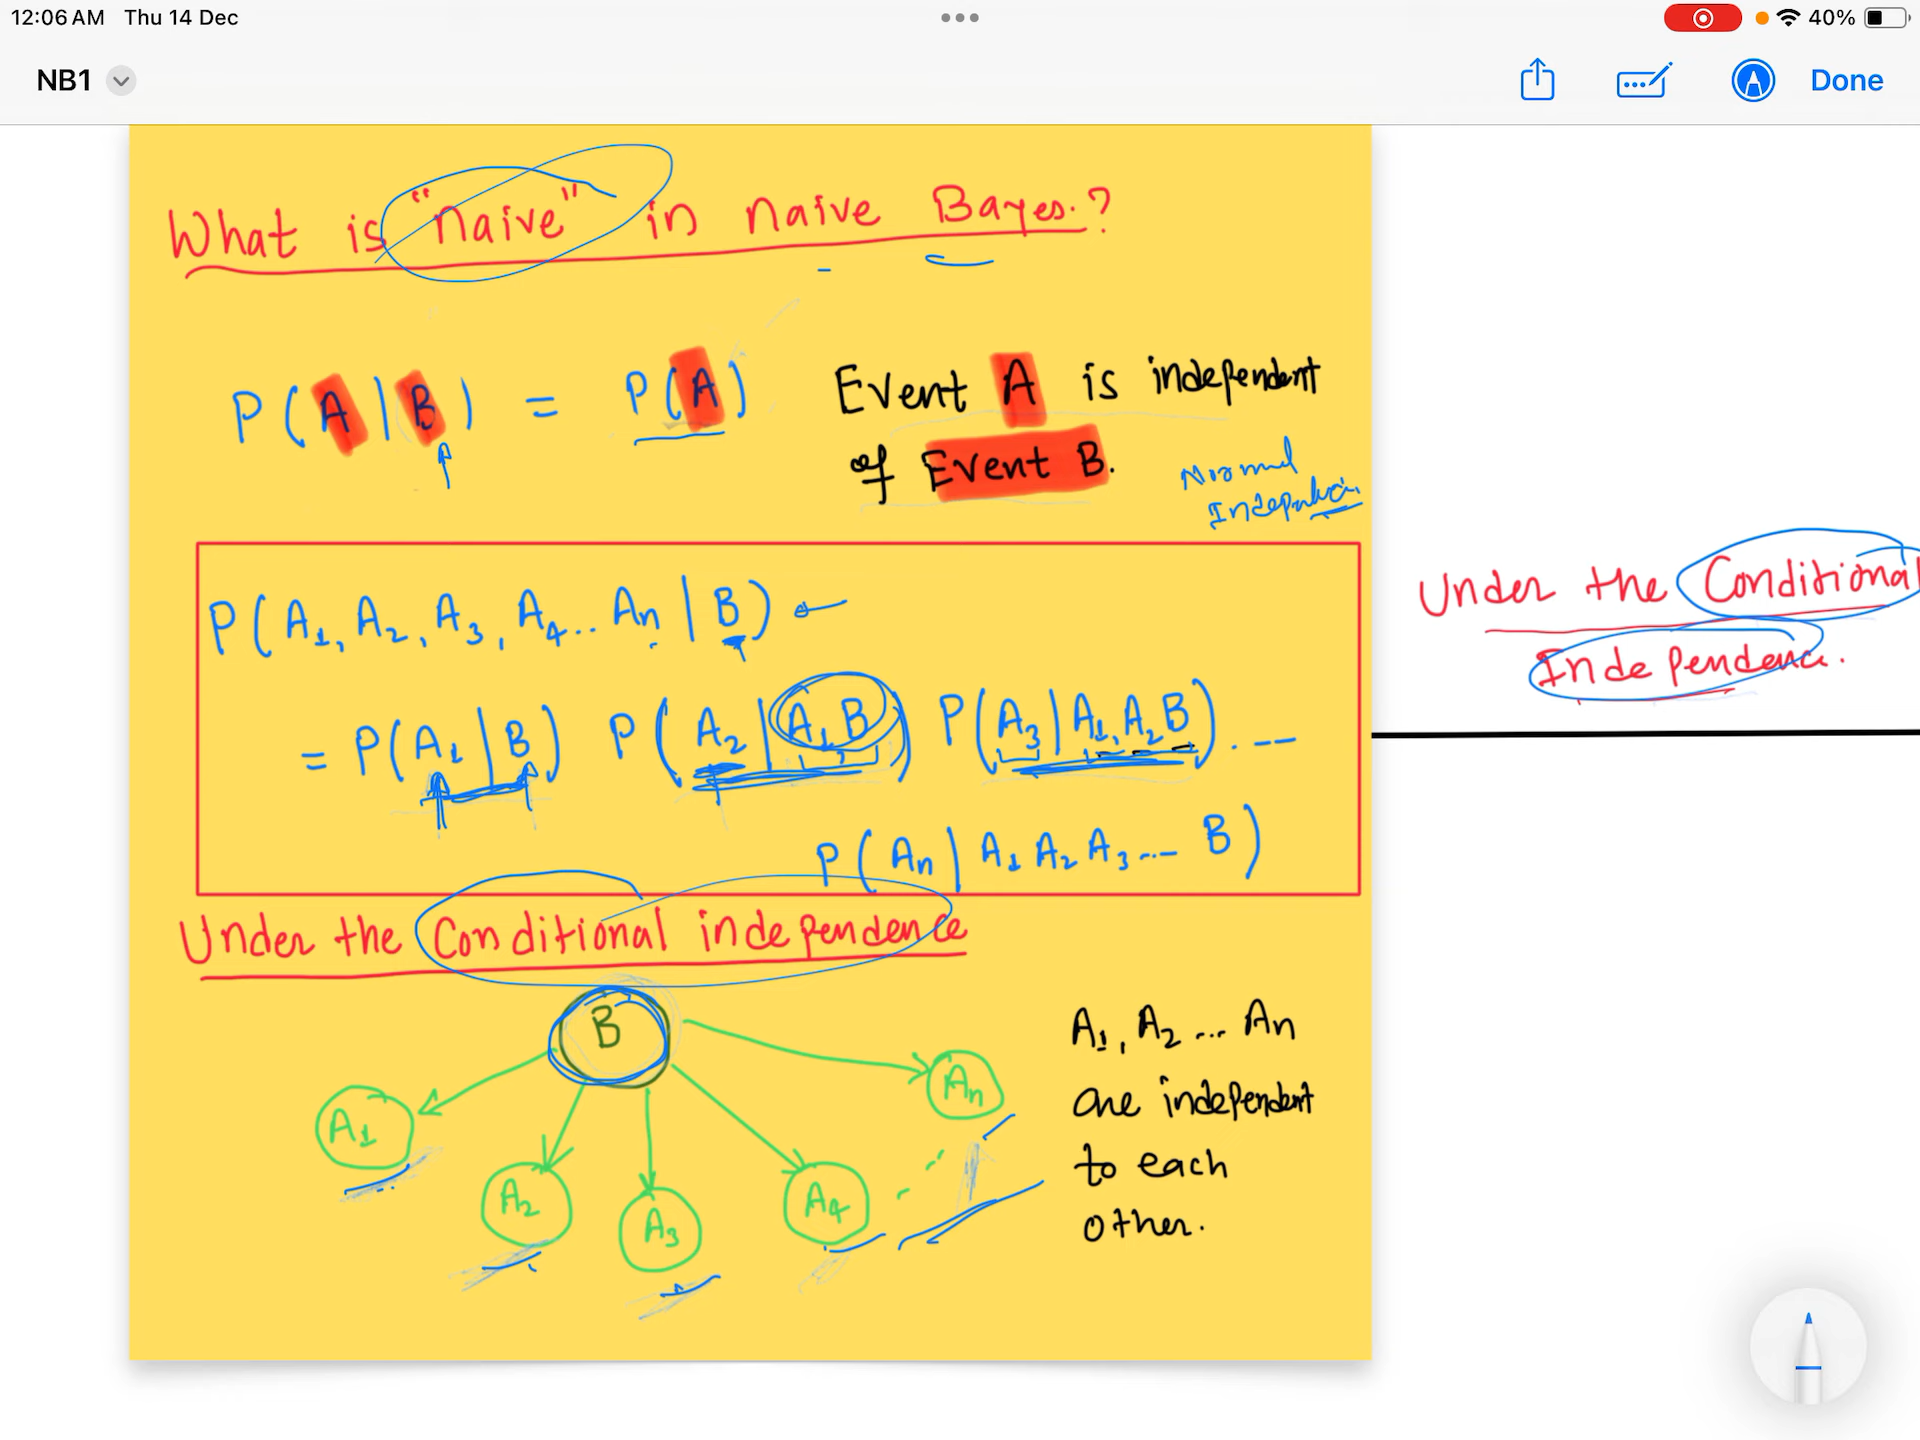 12:06 AM Thu 14 Dec
40%
NB1
Done
What is "naive" in naive Bayes.?
P(A|B) = P(A)
Event A is independent
of Event B.
Normal
P(A1, A2, A3, A4.. An | B) ←
= P(A1|B) P(A2|A1, B) P(A3|A1, A2 B). ---
P(An| A1 A2 A3 --- B)
Under the Conditional independence
B
A1
A2
A3
A4
An
A1, A2 ... An
are independent
to each
other.
Under the Conditional
Independence.